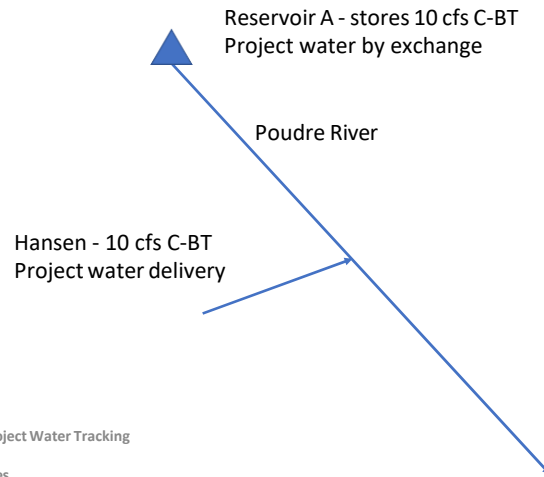 Reservoir A - stores 10 cfs C-BT
Project water by exchange
Poudre River
Hansen - 10 cfs C-BT
Project water delivery
oject Water Tracking
es